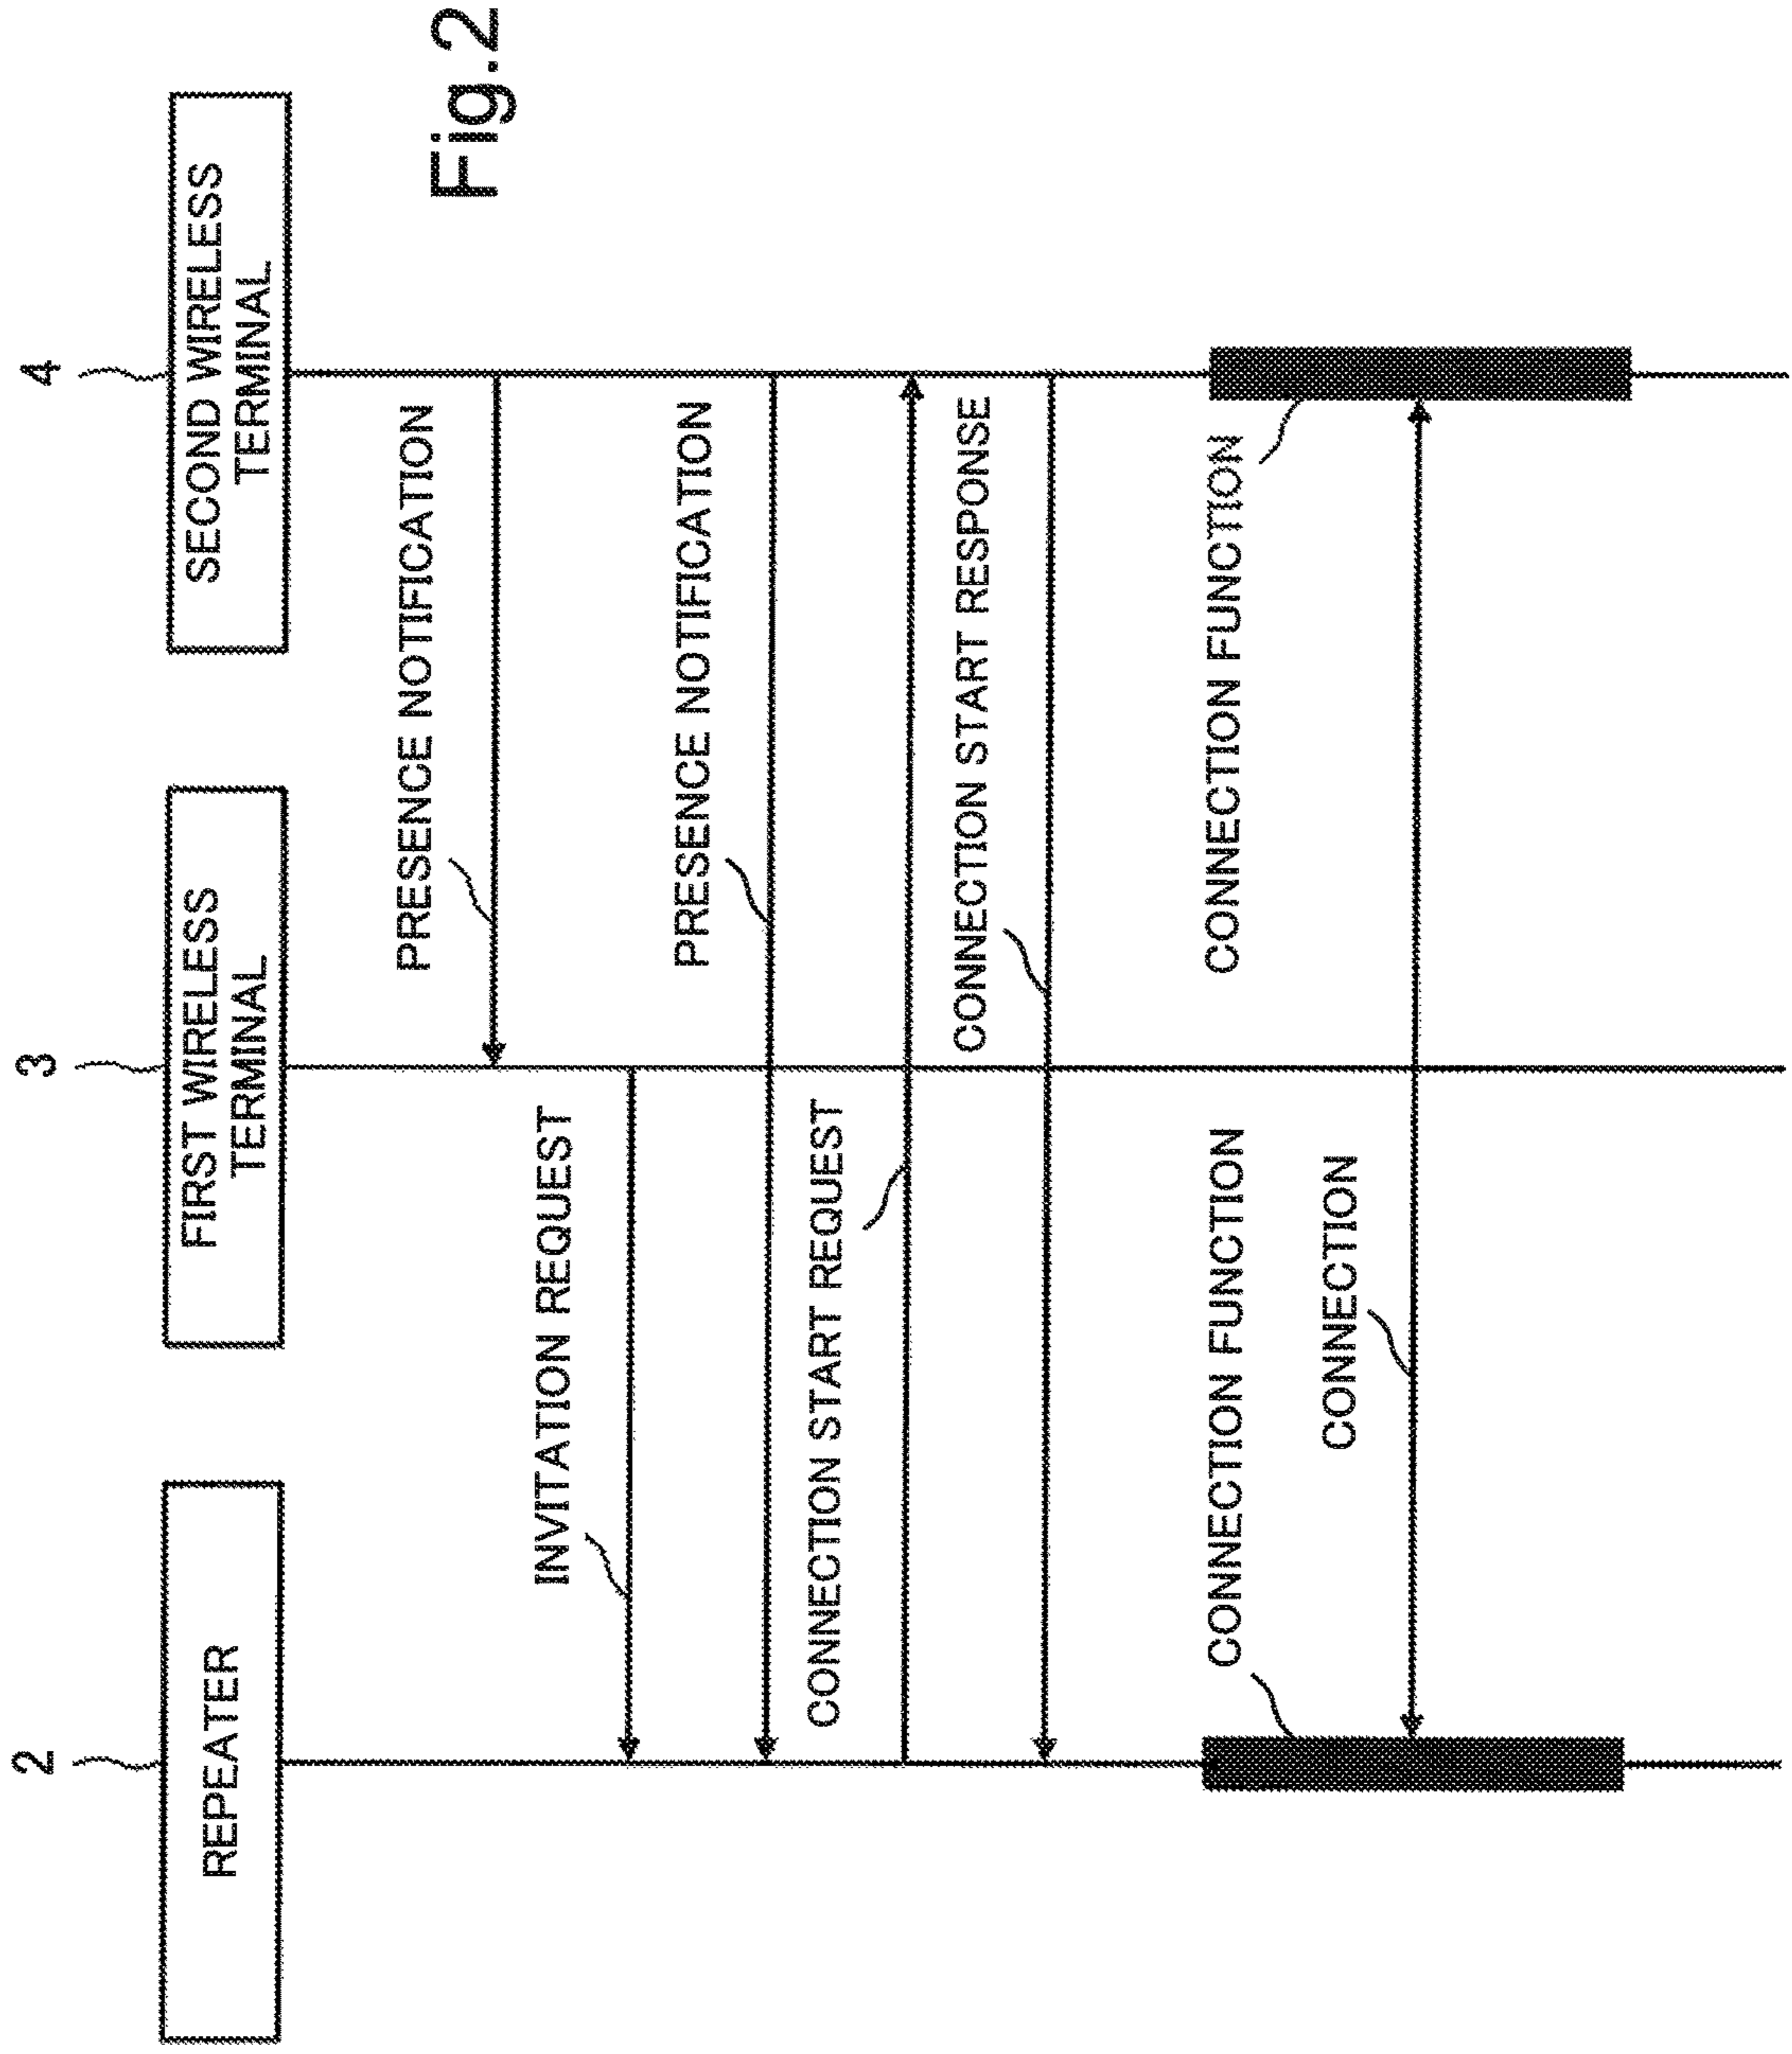 2
3
4
REPEATER
FIRST WIRELESS
TERMINAL
SECOND WIRELESS
TERMINAL
PRESENCE NOTIFICATION
Fig.2
INVITATION REQUEST
PRESENCE NOTIFICATION
CONNECTION START REQUEST
CONNECTION START RESPONSE
CONNECTION FUNCTION
CONNECTION FUNCTION
CONNECTION